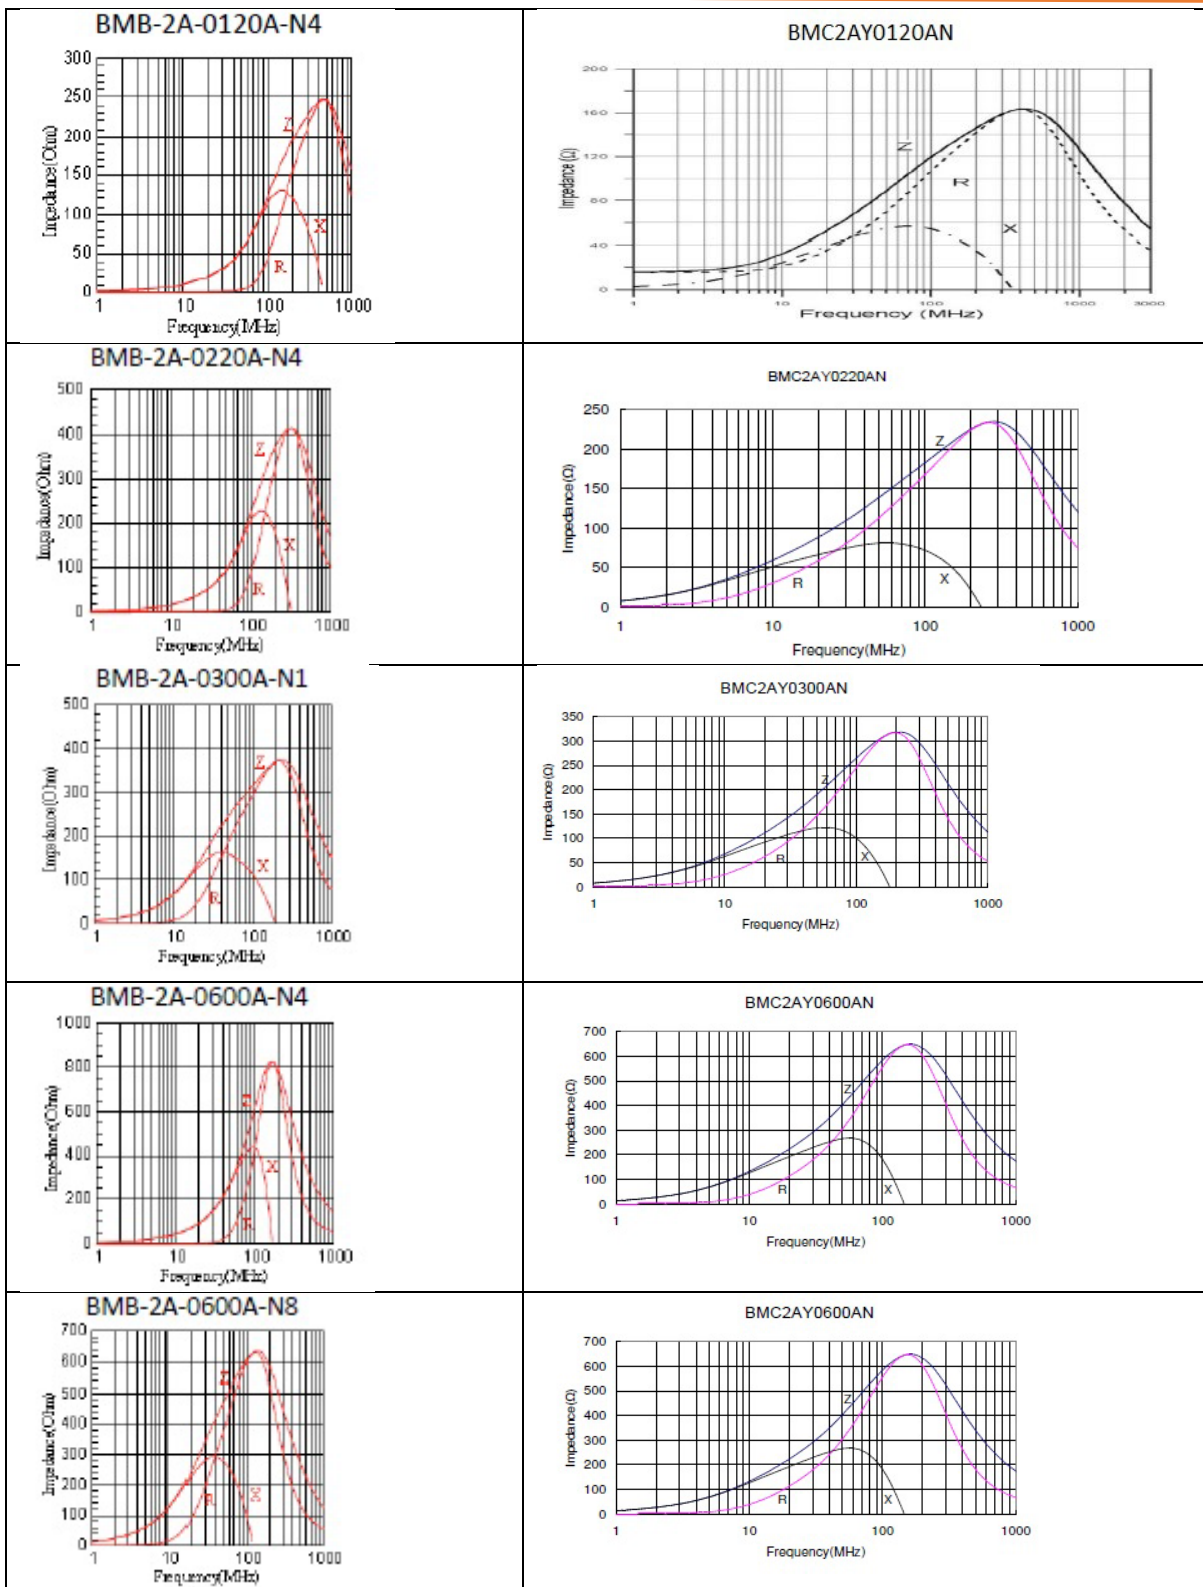 BMB-2A-0120A-N4
300
250
200
150
100
50
0
Impedance(Ohm)
Z
X
R
1 10 100 1000
Frequency(MHz)
BMC2AY0120AN
200
160
120
80
40
0
Impedance (Ω)
Z
R
X
1 10 100 1000 3000
Frequency (MHz)
BMB-2A-0220A-N4
500
400
300
200
100
0
Impedance(Ohm)
Z
X
R
1 10 100 1000
Frequency(MHz)
BMC2AY0220AN
250
200
150
100
50
0
Impedance(Ω)
Z
R
X
1 10 100 1000
Frequency(MHz)
BMB-2A-0300A-N1
500
400
300
200
100
0
Impedance(Ohm)
Z
X
R
1 10 100 1000
Frequency(MHz)
BMC2AY0300AN
350
300
250
200
150
100
50
0
Impedance(Ω)
Z
R
X
1 10 100 1000
Frequency(MHz)
BMB-2A-0600A-N4
1000
800
600
400
200
0
Impedance(Ohm)
Z
X
R
1 10 100 1000
Frequency(MHz)
BMC2AY0600AN
700
600
500
400
300
200
100
0
Impedance(Ω)
Z
R
X
1 10 100 1000
Frequency(MHz)
BMB-2A-0600A-N8
700
600
500
400
300
200
100
0
Impedance(Ohm)
Z
R
X
1 10 100 1000
Frequency(MHz)
BMC2AY0600AN
700
600
500
400
300
200
100
0
Impedance(Ω)
Z
R
X
1 10 100 1000
Frequency(MHz)